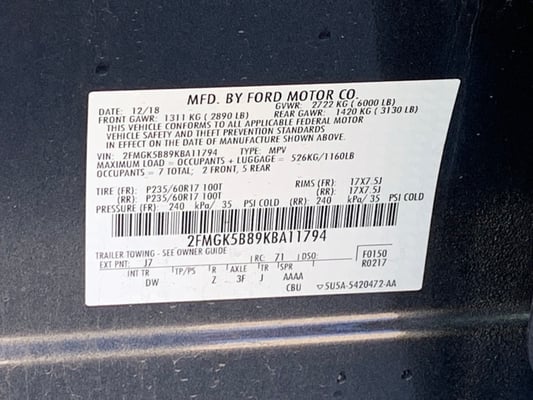 MFD. BY FORD MOTOR CO.
DATE: 12/18 GVWR: 2722 KG ( 6000 LB)
FRONT GAWR: 1311 KG ( 2890 LB) REAR GAWR: 1420 KG ( 3130 LB)
THIS VEHICLE CONFORMS TO ALL APPLICABLE FEDERAL MOTOR
VEHICLE SAFETY AND THEFT PREVENTION STANDARDS
IN EFFECT ON THE DATE OF MANUFACTURE SHOWN ABOVE.
VIN: 2FMGK5B89KBA11794 TYPE: MPV
MAXIMUM LOAD = OCCUPANTS + LUGGAGE = 526KG/1160LB
OCCUPANTS = 7 TOTAL; 2 FRONT, 5 REAR
TIRE (FR): P235/60R17 100T RIMS (FR): 17X7.5J
(RR): P235/60R17 100T (RR): 17X7.5J
PRESSURE (FR): 240 kPa/ 35 PSI COLD (RR): 240 kPa/ 35 PSI COLD
2FMGK5B89KBA11794
TRAILER TOWING - SEE OWNER GUIDE
EXT PNT: J7 RC: 71 DSO: F0150
R0217
INT TR TP/PS R AXLE TR SPR
DW Z 3F J AAAA
CBU 5U5A-5420472-AA